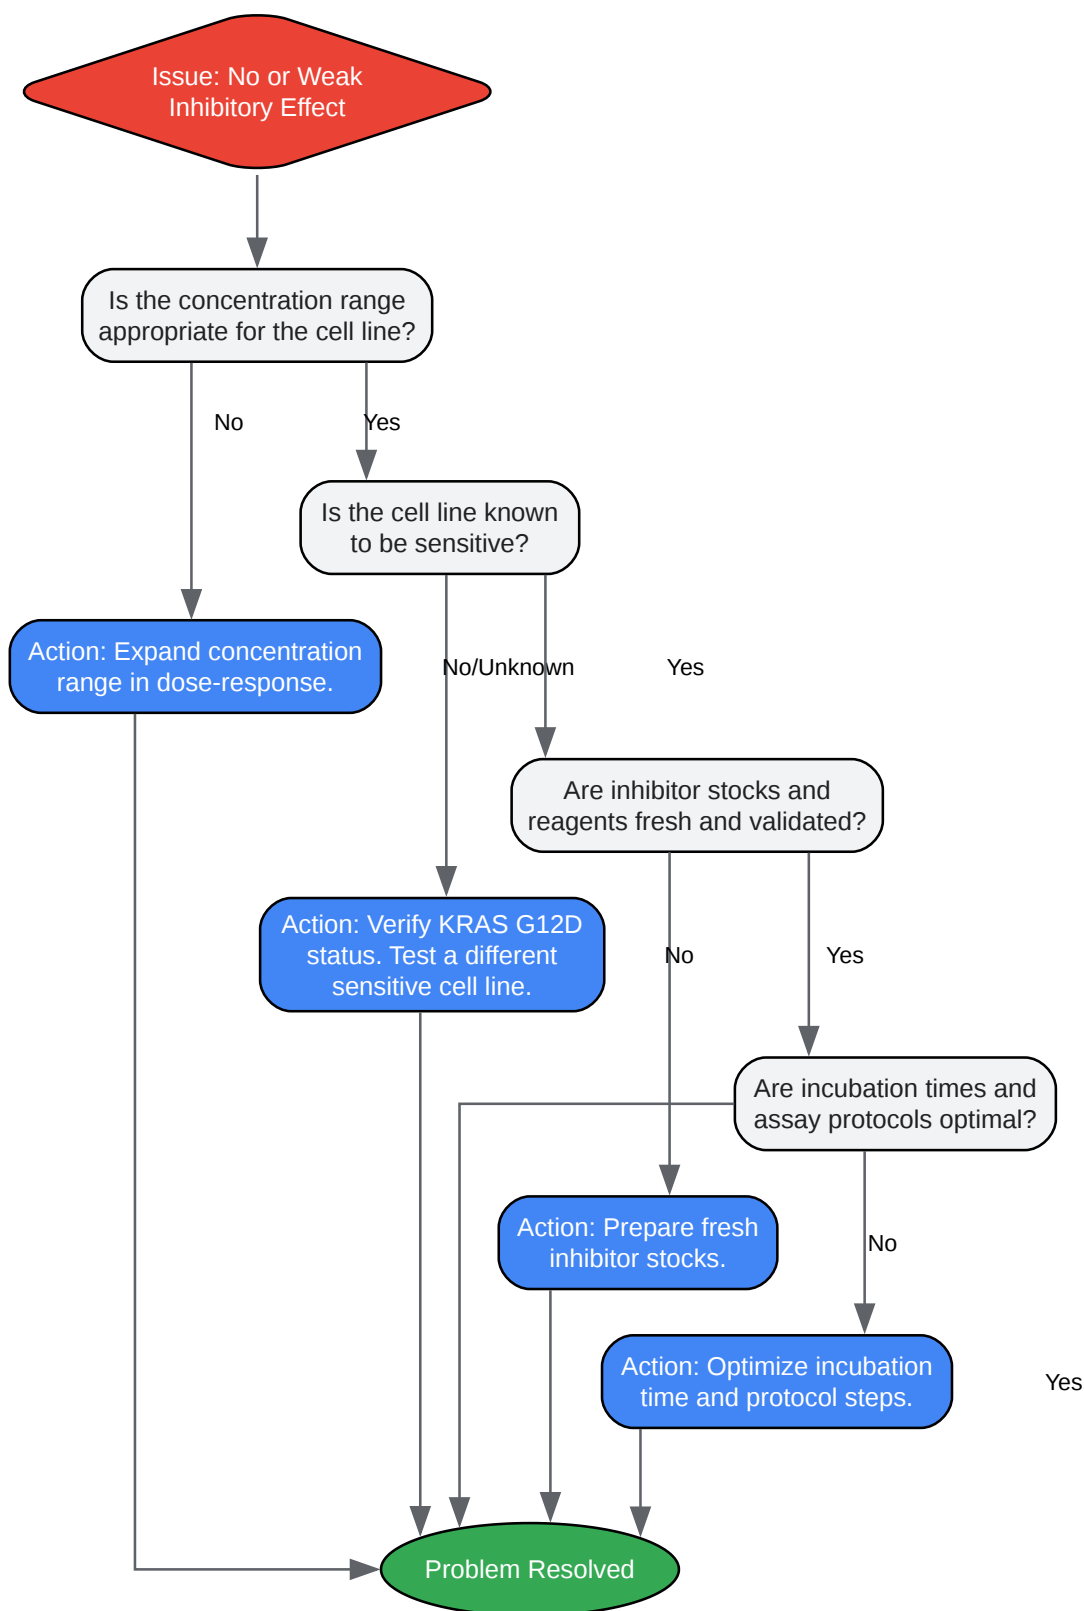 Issue: No or Weak
Inhibitory Effect
Is the concentration range
appropriate for the cell line?
No
Yes
Is the cell line known
to be sensitive?
Action: Expand concentration
range in dose-response.
No/Unknown
Yes
Are inhibitor stocks and
reagents fresh and validated?
Action: Verify KRAS G12D
status. Test a different
sensitive cell line.
No
Yes
Are incubation times and
assay protocols optimal?
Action: Prepare fresh
inhibitor stocks.
No
Action: Optimize incubation
time and protocol steps.
Yes
Problem Resolved